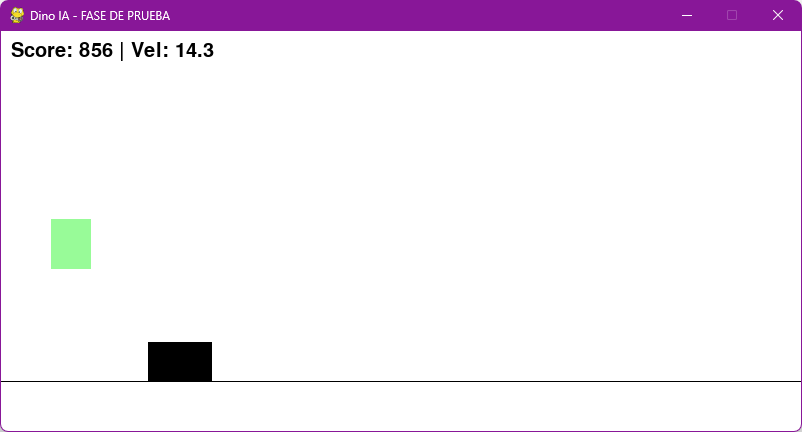 Dino IA - FASE DE PRUEBA
Score: 856 | Vel: 14.3